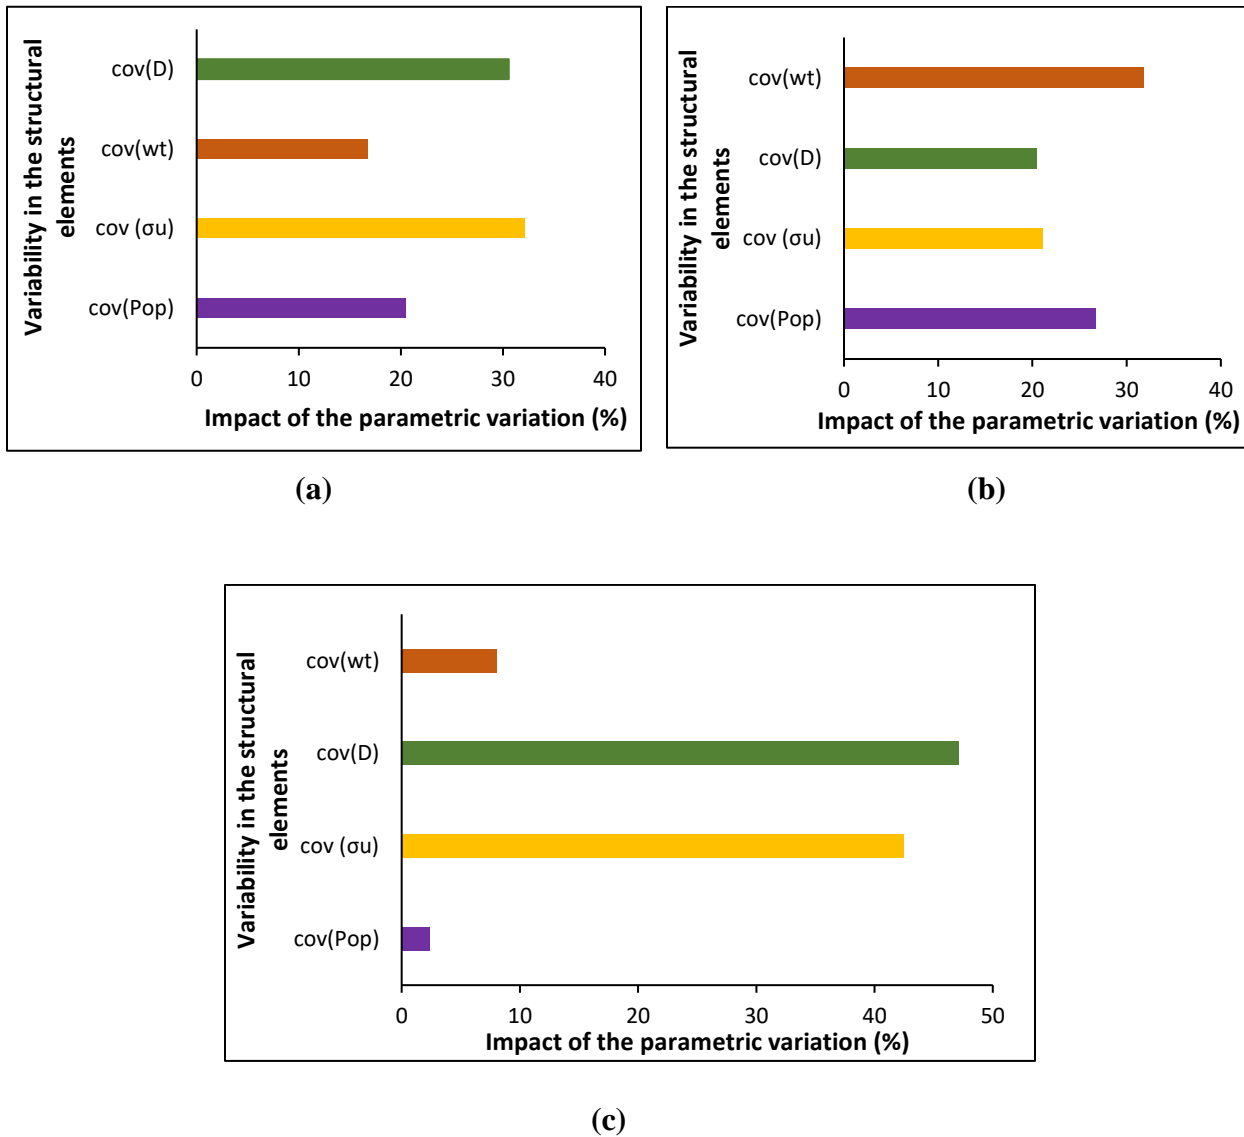 Variability in the structural
elements
cov(D)
cov(wt)
cov (σu)
cov(Pop)
0 10 20 30 40
Impact of the parametric variation (%)
(a)
Variability in the structural
elements
cov(wt)
cov(D)
cov (σu)
cov(Pop)
0 10 20 30 40
Impact of the parametric variation (%)
(b)
Variability in the structural
elements
cov(wt)
cov(D)
cov (σu)
cov(Pop)
0 10 20 30 40 50
Impact of the parametric variation (%)
(c)